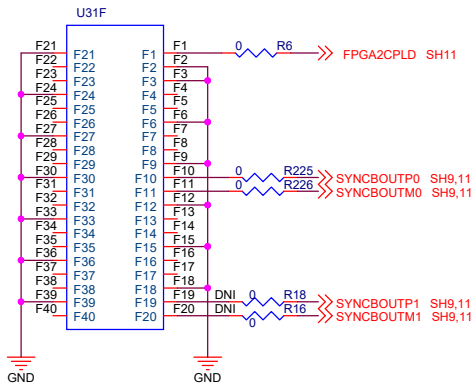 U31F
F21 F21 F1 F1 0 R6 FPGA2CPLD SH11
F22 F22 F2 F2
F23 F23 F3 F3
F24 F24 F4 F4
F25 F25 F5 F5
F26 F26 F6 F6
F27 F27 F7 F7
F28 F28 F8 F8
F29 F29 F9 F9
F30 F30 F10 F10 0 R225 SYNCBOUTP0 SH9,11
F31 F31 F11 F11 0 R226 SYNCBOUTM0 SH9,11
F32 F32 F12 F12
F33 F33 F13 F13
F34 F34 F14 F14
F35 F35 F15 F15
F36 F36 F16 F16
F37 F37 F17 F17
F38 F38 F18 F18
F39 F39 F19 F19 DNI 0 R18 SYNCBOUTP1 SH9,11
F40 F40 F20 F20 DNI 0 R16 SYNCBOUTM1 SH9,11
GND GND